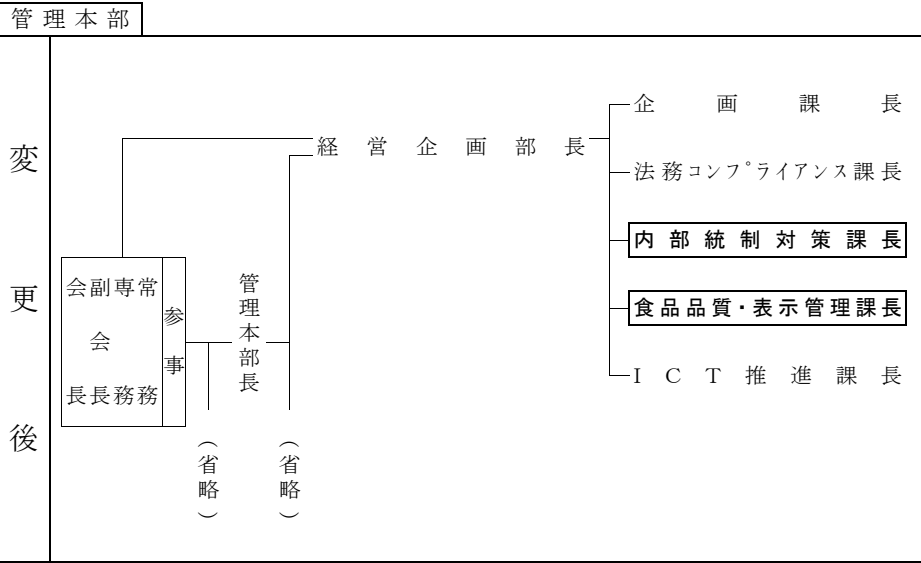 管理本部
変更後
会長
副会長
専務
常務
参事
(省略)
管理本部長
(省略)
経営企画部長
企画課長
法務コンプライアンス課長
内部統制対策課長
食品品質・表示管理課長
ICT推進課長